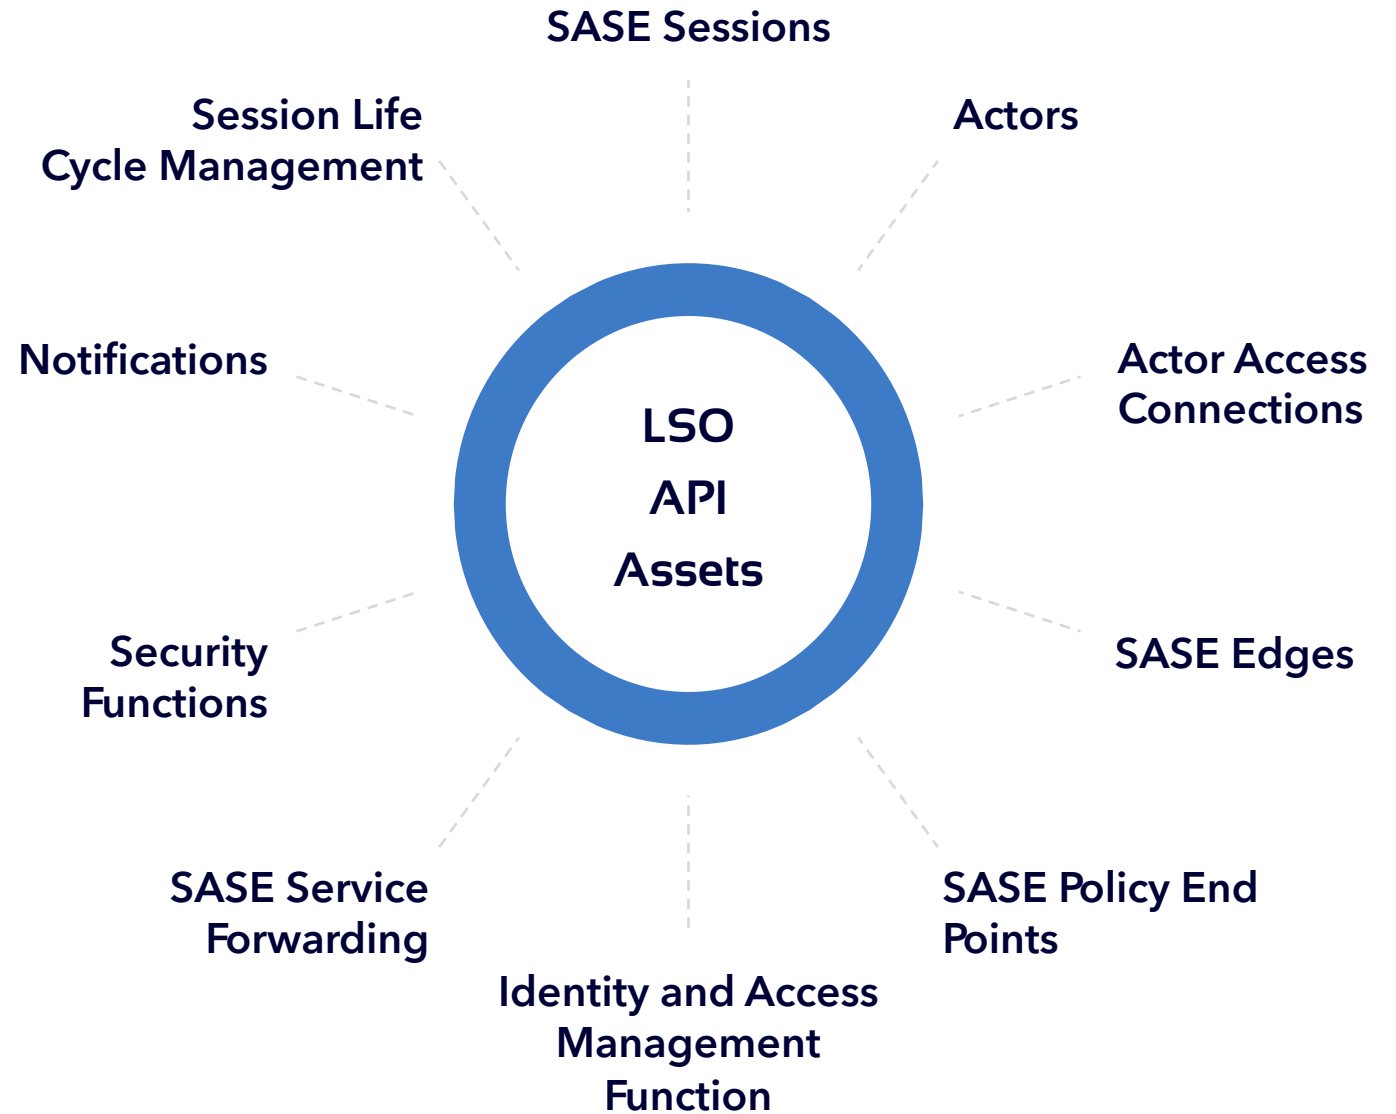 SASE Sessions
Session Life
Cycle Management
Actors
Notifications
Actor Access
Connections
LSO
API
Assets
Security
Functions
SASE Edges
SASE Service
Forwarding
SASE Policy End
Points
Identity and Access
Management
Function